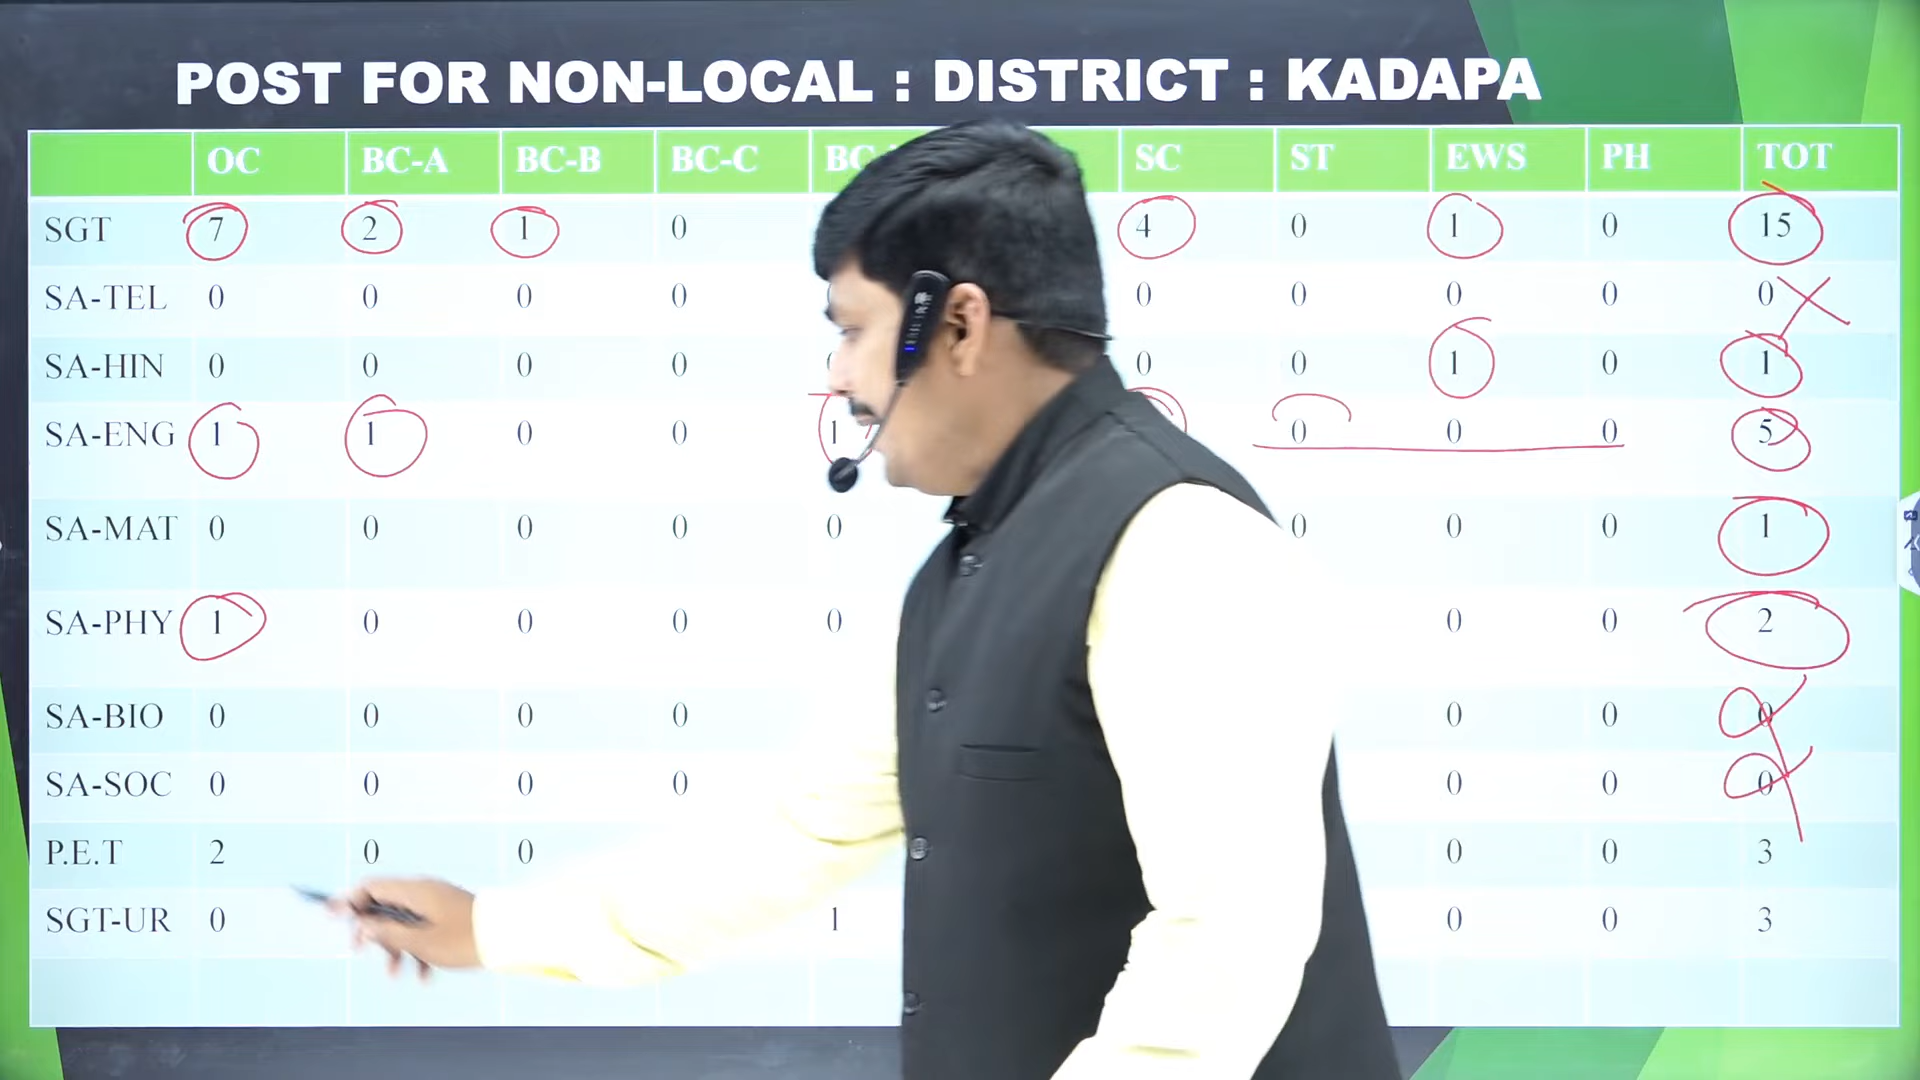 POST FOR NON-LOCAL : DISTRICT : KADAPA
OC BC-A BC-B BC-C SC ST EWS PH TOT
SGT 7 2 1 0 4 0 1 0 15
SA-TEL 0 0 0 0 0 0 0 0 0
SA-HIN 0 0 0 0 0 0 1 0 1
SA-ENG 1 1 0 0 1 0 0 0 5
SA-MAT 0 0 0 0 0 0 0 0 1
SA-PHY 1 0 0 0 0 0 0 2
SA-BIO 0 0 0 0 0 0 0
SA-SOC 0 0 0 0 0 0 0
P.E.T 2 0 0 0 0 3
SGT-UR 0 1 0 0 3